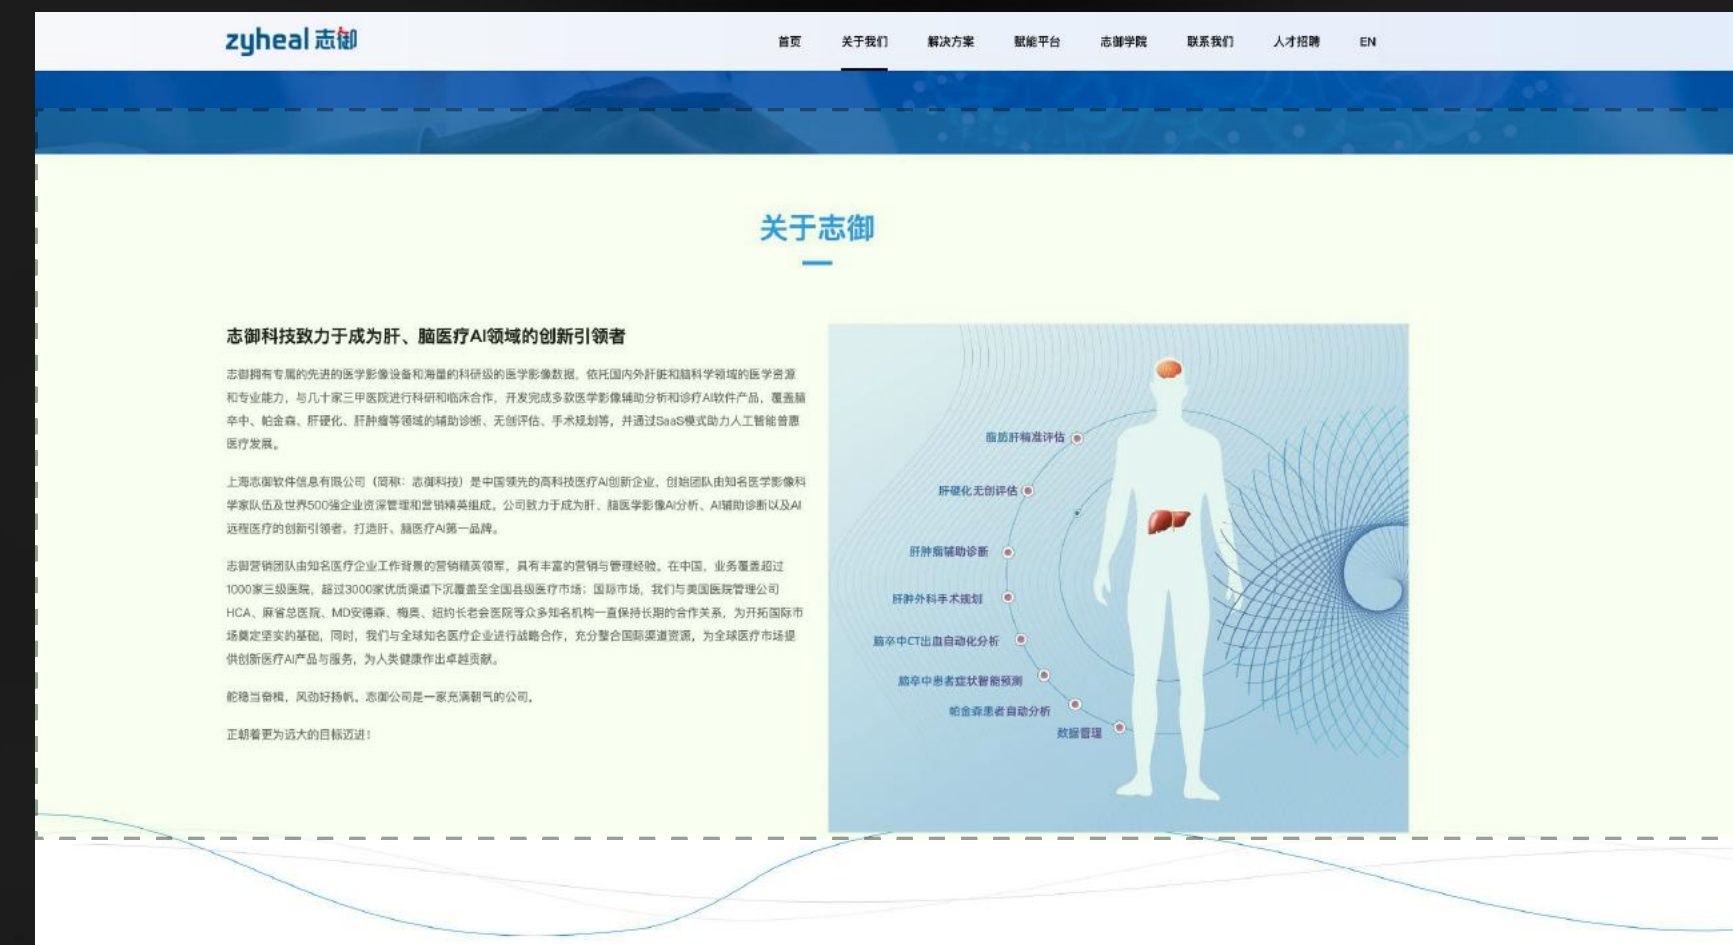 zyheal 志御
首页 关于我们 解决方案 赋能平台 志御学院 联系我们 人才招聘 EN
关于志御
志御科技致力于成为肝、脑医疗AI领域的创新引领者
志御拥有专属的先进的医学影像设备和海量的科研级的医学影像数据，依托国内外肝脏和脑科学领域的医学资源
和专业能力，与几十家三甲医院进行科研和临床合作，开发完成多款医学影像辅助分析和诊疗AI软件产品，覆盖脑
卒中、帕金森、肝硬化、肝肿瘤等领域的辅助诊断、无创评估、手术规划等，并通过SaaS模式助力人工智能普惠
医疗发展。
上海志御软件信息有限公司（简称：志御科技）是中国领先的高科技医疗AI创新企业，创始团队由知名医学影像科
学家队伍及世界500强企业资深管理和营销精英组成。公司致力于成为肝、脑医学影像AI分析、AI辅助诊断以及AI
远程医疗的创新引领者，打造肝、脑医疗AI第一品牌。
志御营销团队由知名医疗企业工作背景的营销精英领军，具有丰富的营销与管理经验。在中国，业务覆盖超过
1000家三级医院，超过3000家优质渠道下沉覆盖至全国县级医疗市场；国际市场，我们与美国医院管理公司
HCA、麻省总医院、MD安德森、梅奥、纽约长老会医院等众多知名机构一直保持长期的合作关系，为开拓国际市
场奠定坚实的基础，同时，我们与全球知名医疗企业进行战略合作，充分整合国际渠道资源，为全球医疗市场提
供创新医疗AI产品与服务，为人类健康作出卓越贡献。
舵稳当奋楫，风劲好扬帆。志御公司是一家充满朝气的公司。
正朝着更为远大的目标迈进！
脂肪肝精准评估
肝硬化无创评估
肝肿瘤辅助诊断
肝肿外科手术规划
脑卒中CT出血自动化分析
脑卒中患者症状智能预测
帕金森患者自动分析
数据管理